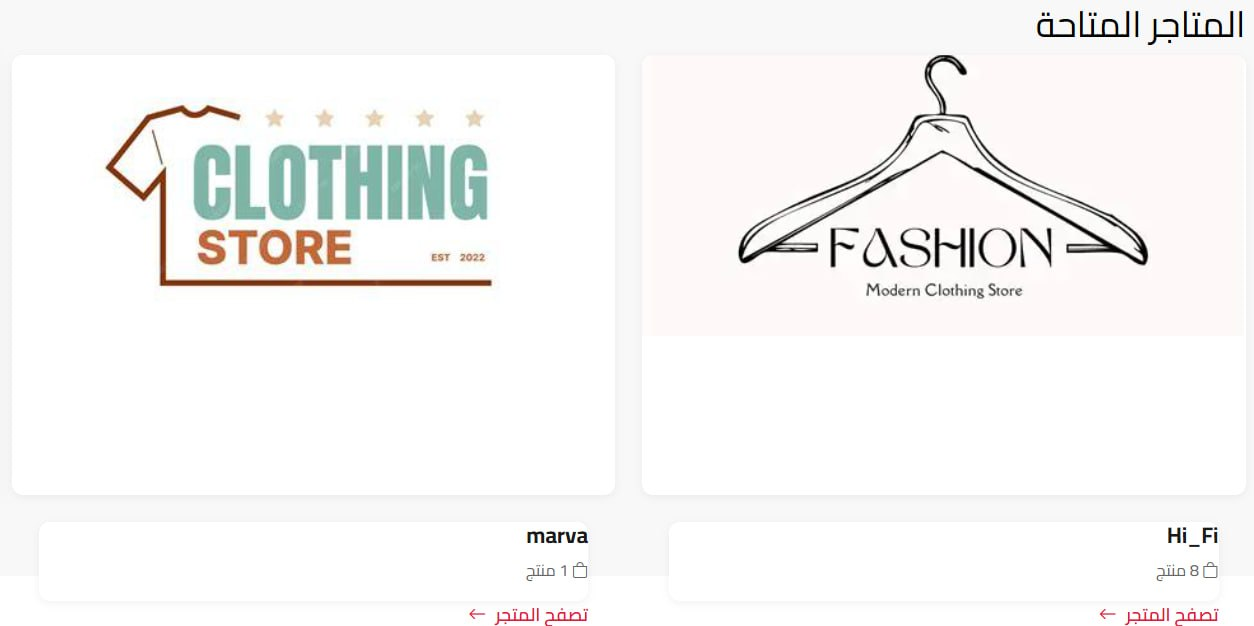 المتاجر المتاحة
FASHION
Modern Clothing Store
CLOTHING
STORE
EST 2022
Hi_Fi
8 منتج
تصفح المتجر ←
marva
1 منتج
تصفح المتجر ←